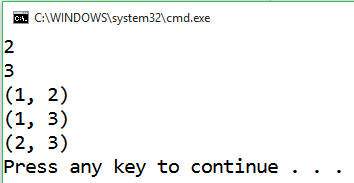 C:\WINDOWS\system32\cmd.exe
2
3
(1, 2)
(1, 3)
(2, 3)
Press any key to continue . . .